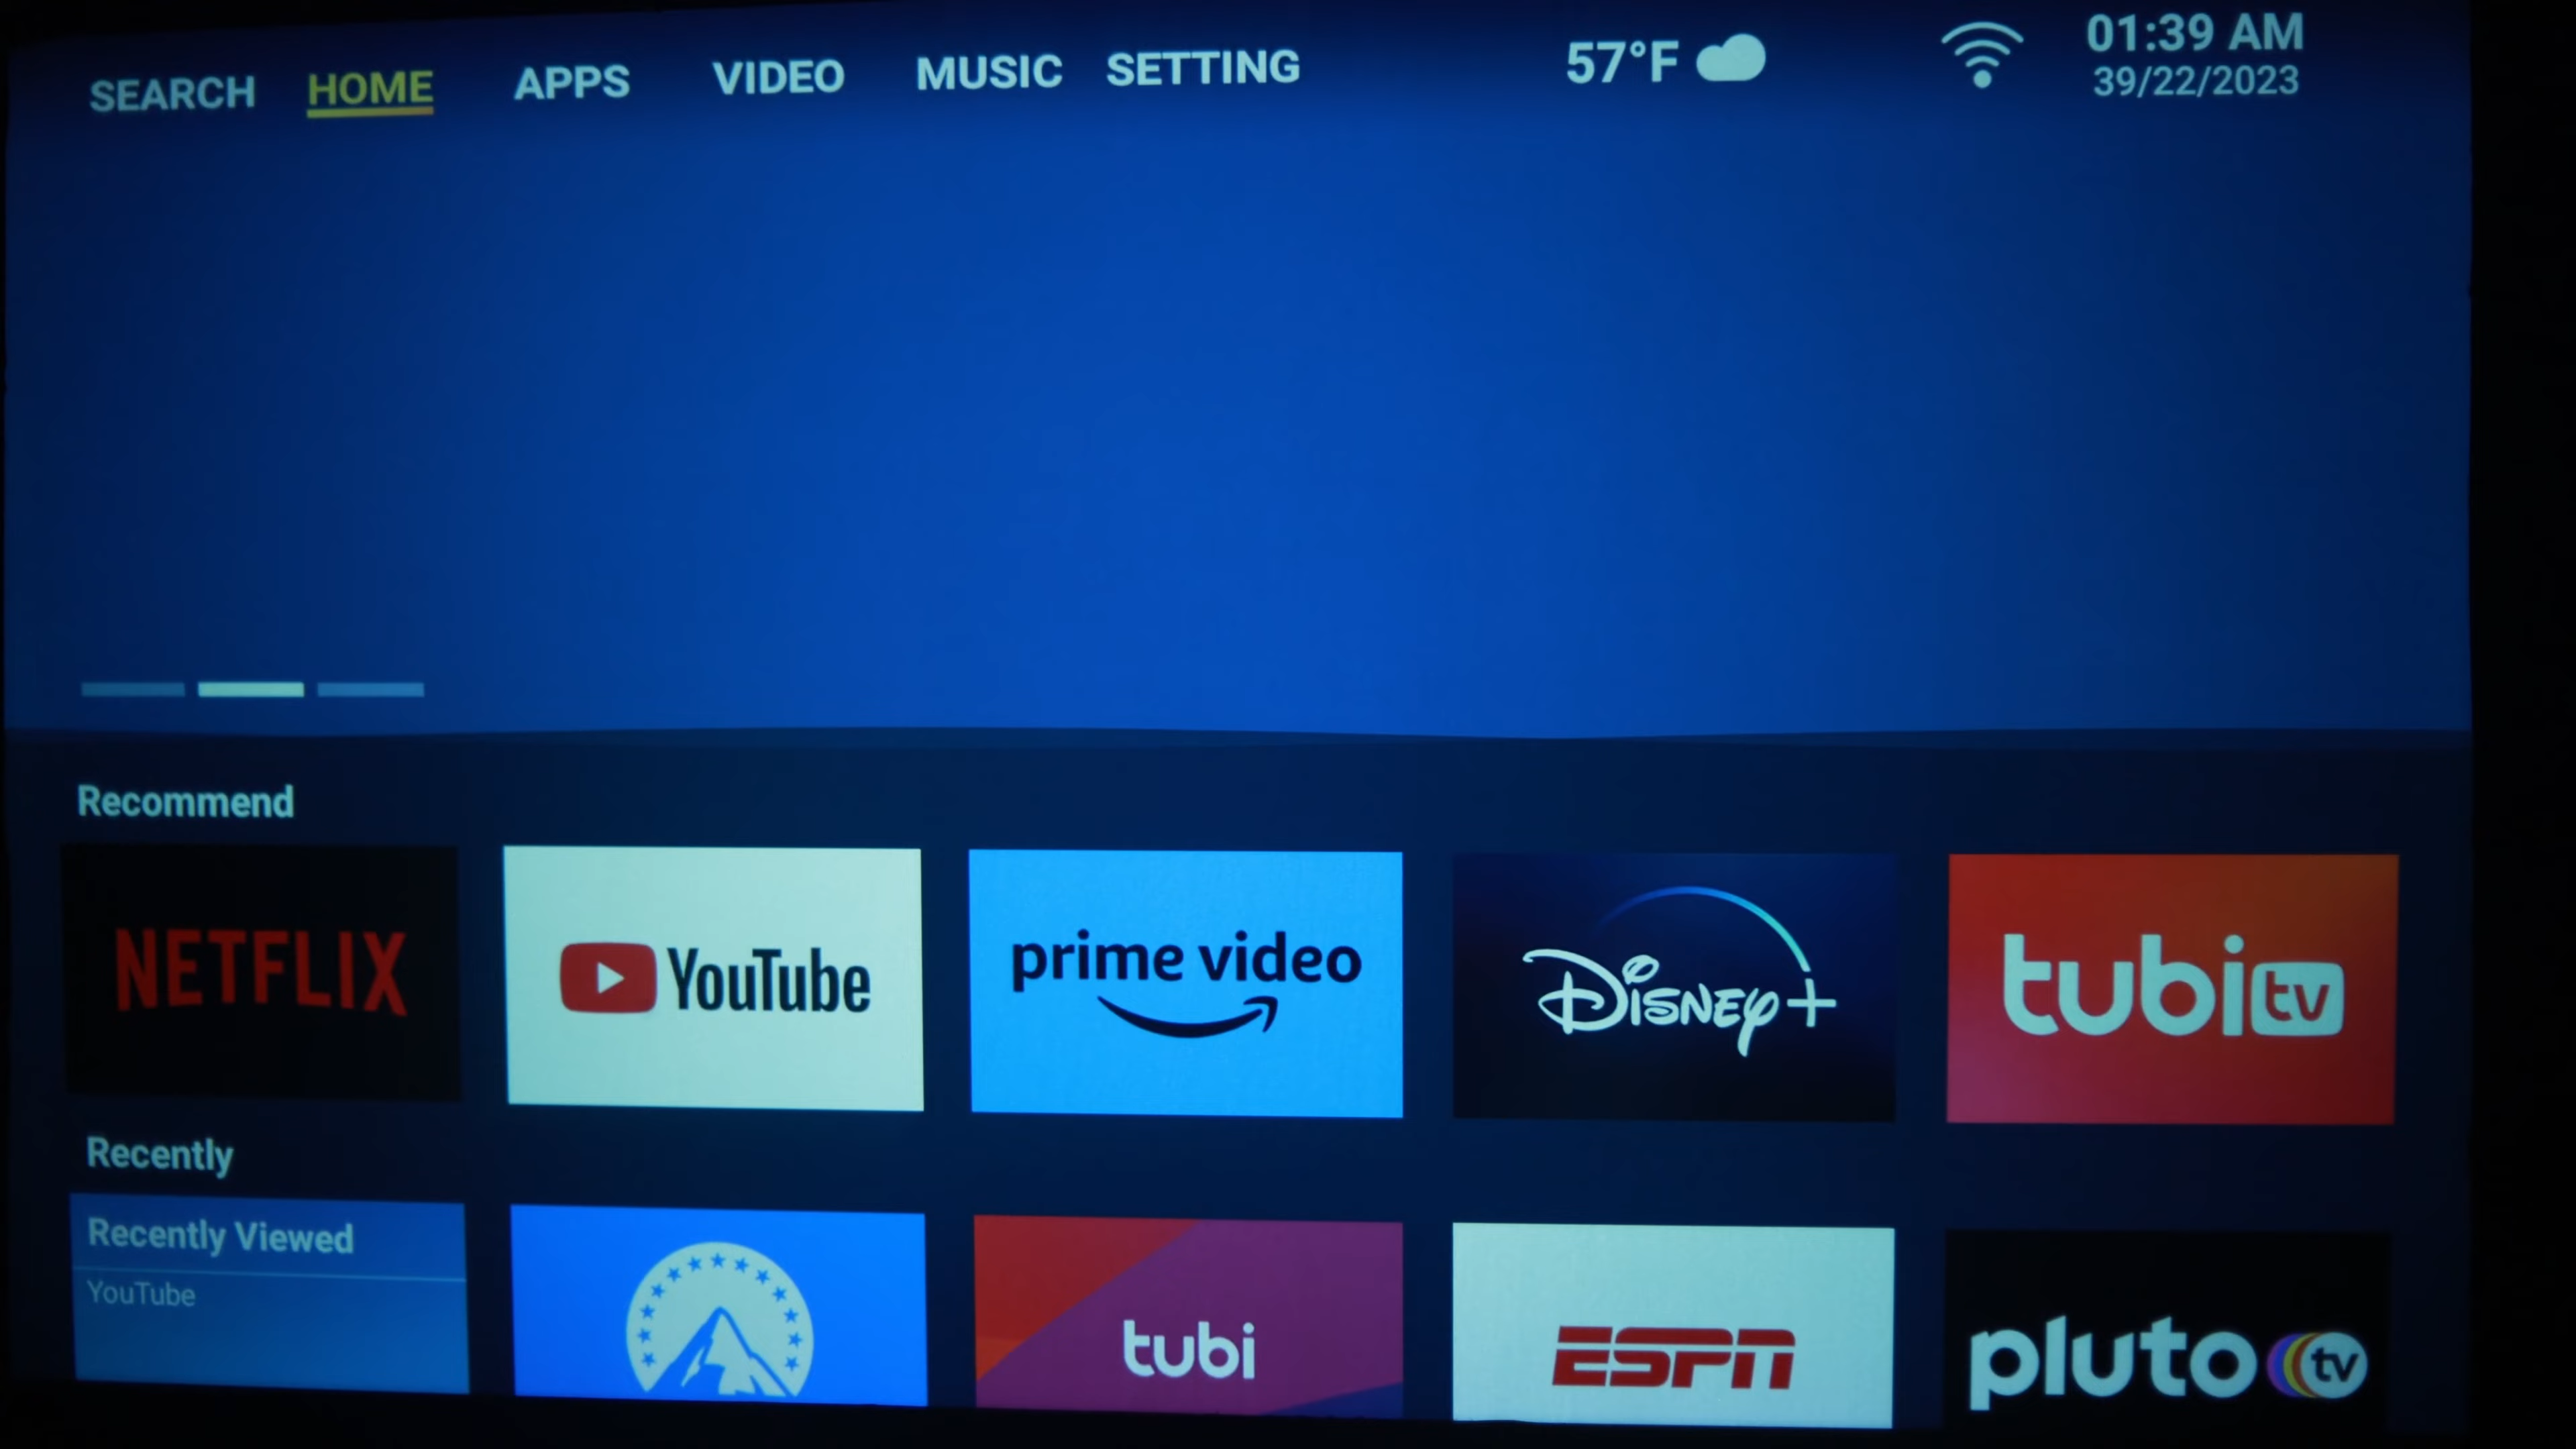 SEARCH HOME APPS VIDEO MUSIC SETTING 57°F 01:39 AM
39/22/2023
Recommend
NETFLIX YouTube prime video Disney+ tubi tv
Recently
Recently Viewed
YouTube
tubi ESPN pluto tv